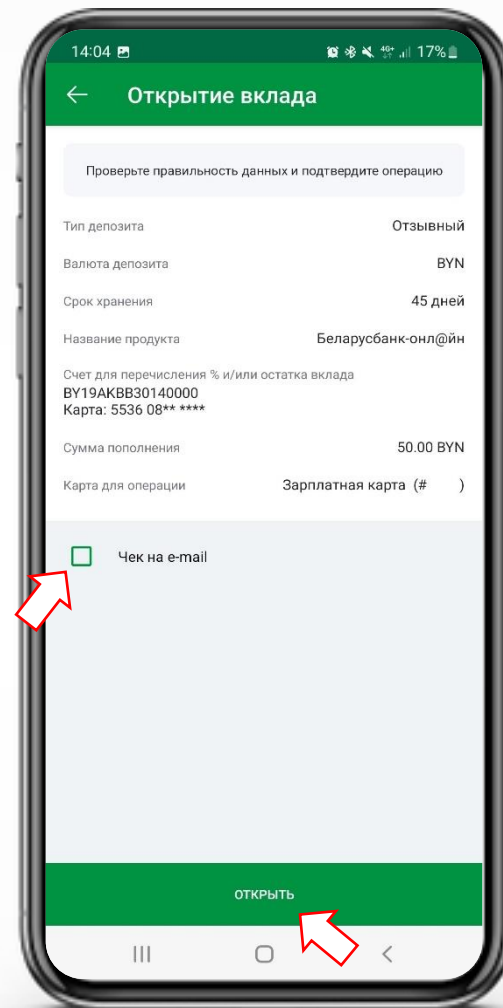 14:04 4G+ 17%
Открытие вклада
Проверьте правильность данных и подтвердите операцию
Тип депозита Отзывный
Валюта депозита BYN
Срок хранения 45 дней
Название продукта Беларусбанк-онл@йн
Счет для перечисления % и/или остатка вклада
BY19AKBB30140000
Карта: 5536 08** ****
Сумма пополнения 50.00 BYN
Карта для операции Зарплатная карта (# )
Чек на e-mail
ОТКРЫТЬ